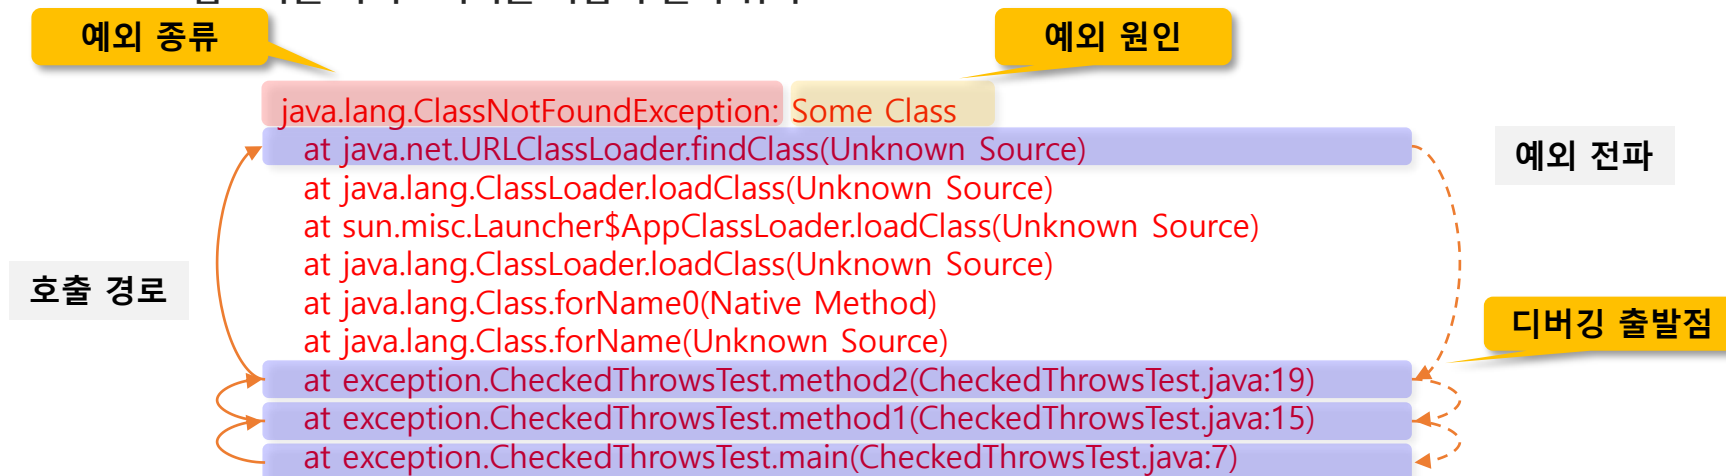 예외 종류
예외 원인
java.lang.ClassNotFoundException: Some Class
at java.net.URLClassLoader.findClass(Unknown Source)
예외 전파
at java.lang.ClassLoader.loadClass(Unknown Source)
at sun.misc.Launcher$AppClassLoader.loadClass(Unknown Source)
at java.lang.ClassLoader.loadClass(Unknown Source)
호출 경로
at java.lang.Class.forName0(Native Method)
at java.lang.Class.forName(Unknown Source)
디버깅 출발점
at exception.CheckedThrowsTest.method2(CheckedThrowsTest.java:19)
at exception.CheckedThrowsTest.method1(CheckedThrowsTest.java:15)
at exception.CheckedThrowsTest.main(CheckedThrowsTest.java:7)